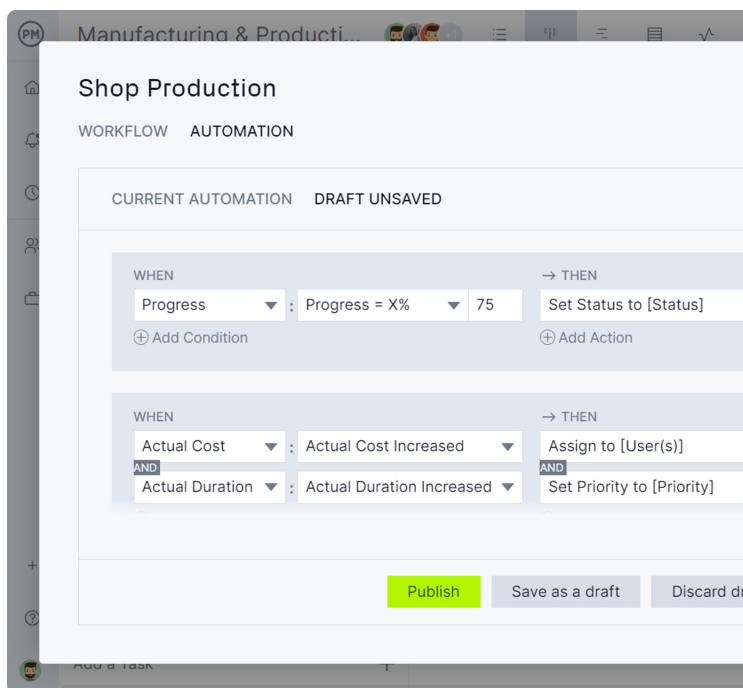 PM Manufacturing & Producti... +1
Shop Production
WORKFLOW AUTOMATION
CURRENT AUTOMATION DRAFT UNSAVED
WHEN → THEN
Progress : Progress = X% 75 Set Status to [Status]
Add Condition Add Action
WHEN → THEN
Actual Cost : Actual Cost Increased Assign to [User(s)]
AND AND
Actual Duration : Actual Duration Increased Set Priority to [Priority]
Publish Save as a draft Discard dr
Add a Task +